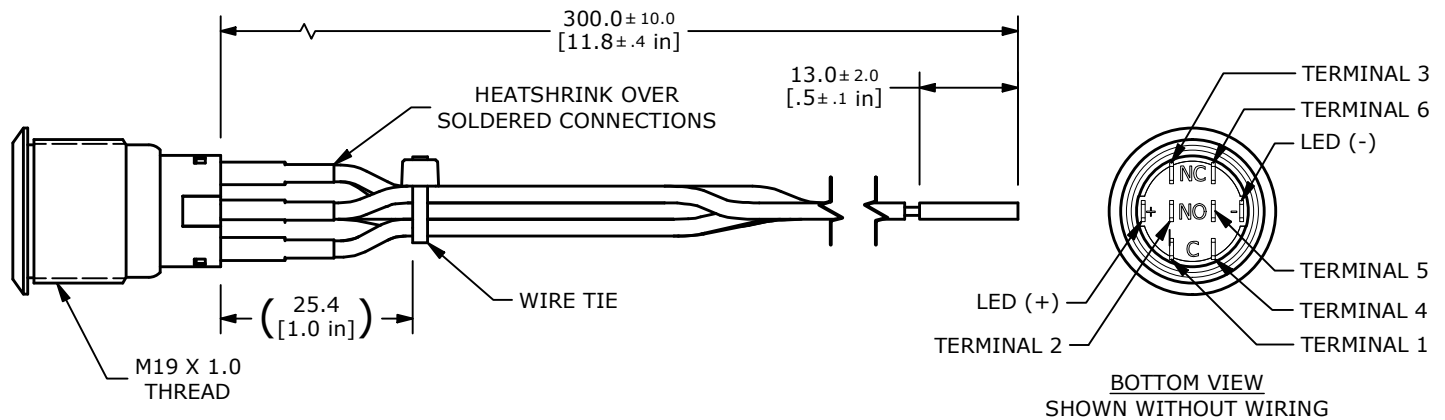 300.0±10.0
[11.8±.4 in]
13.0±2.0
[.5±.1 in]
HEATSHRINK OVER
SOLDERED CONNECTIONS
25.4
[1.0 in]
WIRE TIE
M19 X 1.0
THREAD
TERMINAL 3
TERMINAL 6
LED (-)
NC
+ NO -
C
LED (+)
TERMINAL 2
TERMINAL 5
TERMINAL 4
TERMINAL 1
BOTTOM VIEW
SHOWN WITHOUT WIRING